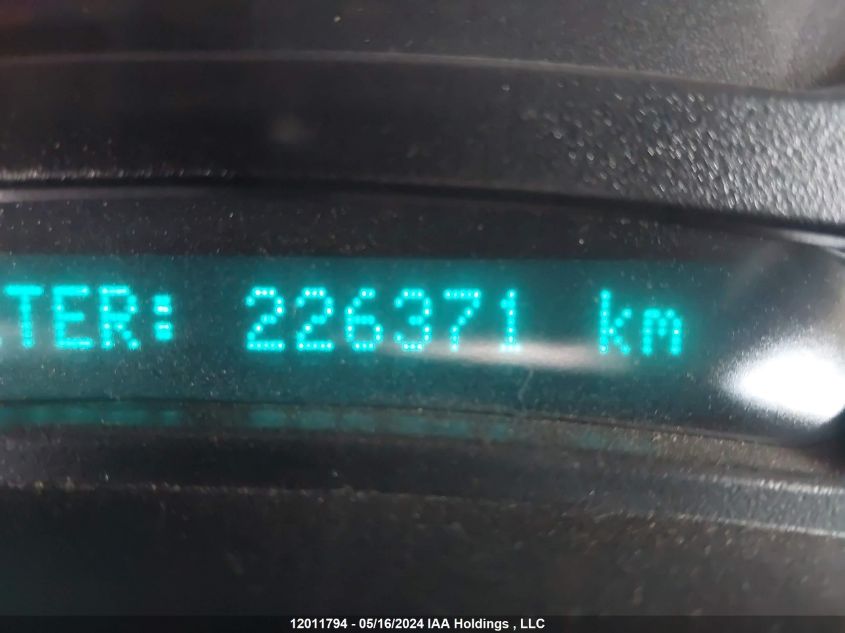 TER: 226371 km
12011794 - 05/16/2024 IAA Holdings , LLC